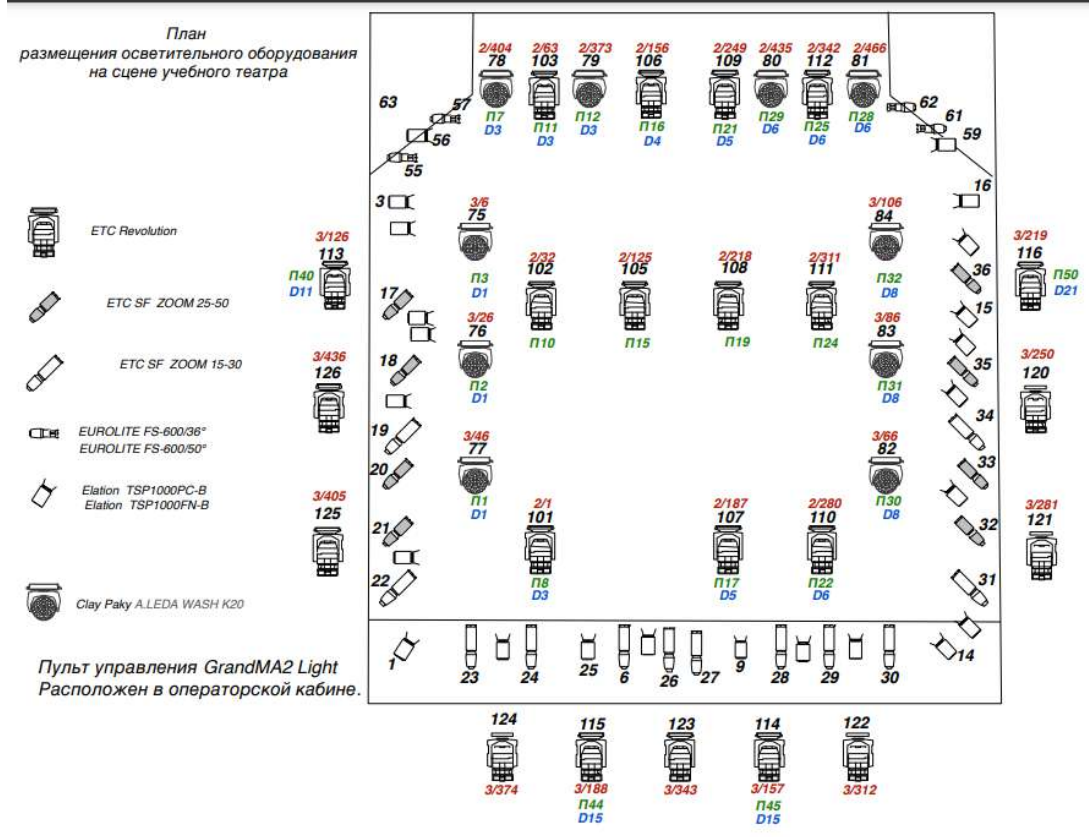 План
размещения осветительного оборудования
на сцене учебного театра
2/404 2/63 2/373 2/156 2/249 2/435 2/342 2/466
78 103 79 106 109 80 112 81
П7 П11 П12 П16 П21 П29 П25 П28
D3 D3 D3 D4 D5 D6 D6 D6
63 57 56 55
62 61 59
3 16
3/6 3/106
75 84
П3 П32
D1 D8
ETC Revolution
3/126
113
П40
D11
3/219
116
П50
D21
2/32 2/125 2/218 2/311
102 105 108 111
П10 П15 П19 П24
ETC SF ZOOM 25-50
17 36
15
3/26 3/86
76 83
П2 П31
D1 D8
ETC SF ZOOM 15-30
3/436
126
3/250
120
18 35
19 34
EUROLITE FS-600/36°
EUROLITE FS-600/50°
3/46 3/66
77 82
П1 П30
D1 D8
20 33
Elation TSP1000PC-B
Elation TSP1000FN-B
3/405
125
3/281
121
2/1 2/187 2/280
101 107 110
П8 П17 П22
D3 D5 D6
21 32
22 31
Clay Paky A.LEDA WASH K20
Пульт управления GrandMA2 Light
Расположен в операторской кабине.
1 23 24 25 6 26 27 9 28 29 30 14
124 115 123 114 122
3/374 3/188 3/343 3/157 3/312
П44 П45
D15 D15